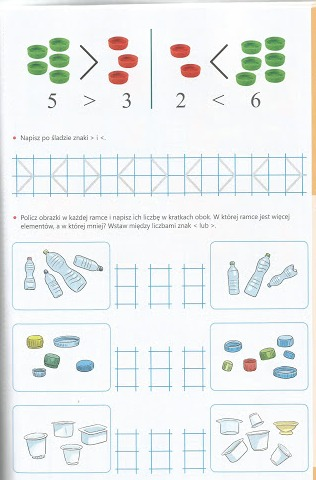 5 > 3 2 < 6
• Napisz po śladzie znaki > i <.
• Policz obrazki w każdej ramce i napisz ich liczbę w kratkach obok. W której ramce jest więcej
elementów, a w której mniej? Wstaw między liczbami znak < lub >.